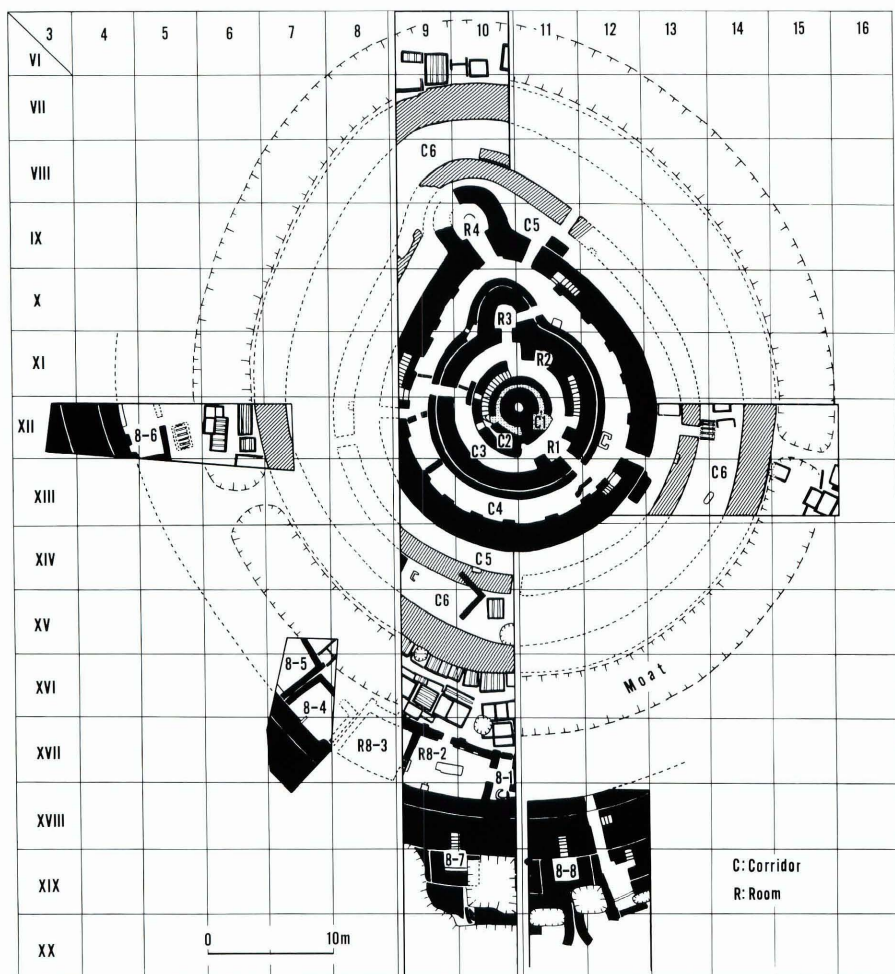 3 4 5 6 7 8 9 10 11 12 13 14 15 16
VI
VII
C6
VIII
IX
R4 C5
X
R3
XI
R2
XII
8-6 C1
C2 R1
C3
C6
XIII
C4
XIV
C5
C6
XV
8-5
XVI
Moat
8-4
XVII
R8-3 R8-2
8-1
XVIII
8-7 8-8
C: Corridor
XIX
R: Room
XX
0 10m